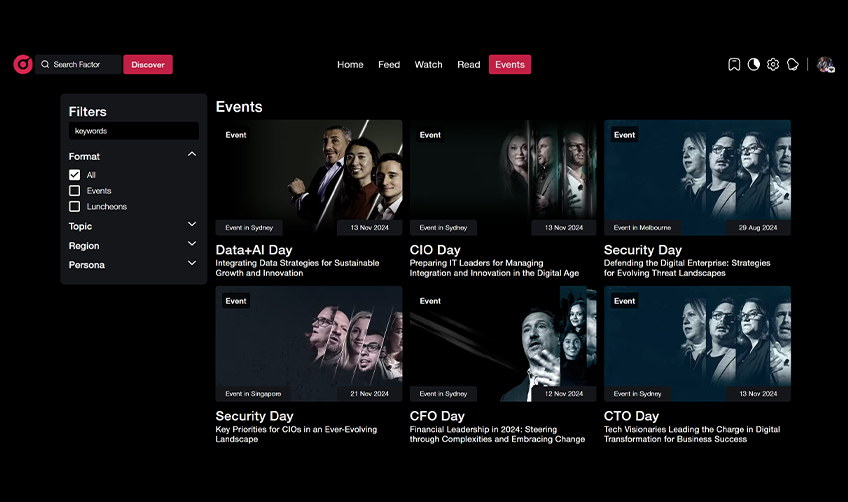 Search Factor
Discover
Home
Feed
Watch
Read
Events
Filters
keywords
Format
All
Events
Luncheons
Topic
Region
Persona
Events
Event
Event in Sydney
13 Nov 2024
Data+AI Day
Integrating Data Strategies for Sustainable
Growth and Innovation
Event
Event in Sydney
13 Nov 2024
CIO Day
Preparing IT Leaders for Managing
Integration and Innovation in the Digital Age
Event
Event in Melbourne
29 Aug 2024
Security Day
Defending the Digital Enterprise: Strategies
for Evolving Threat Landscapes
Event
Event in Singapore
21 Nov 2024
Security Day
Key Priorities for CIOs in an Ever-Evolving
Landscape
Event
Event in Sydney
12 Nov 2024
CFO Day
Financial Leadership in 2024: Steering
through Complexities and Embracing Change
Event
Event in Sydney
13 Nov 2024
CTO Day
Tech Visionaries Leading the Charge in Digital
Transformation for Business Success